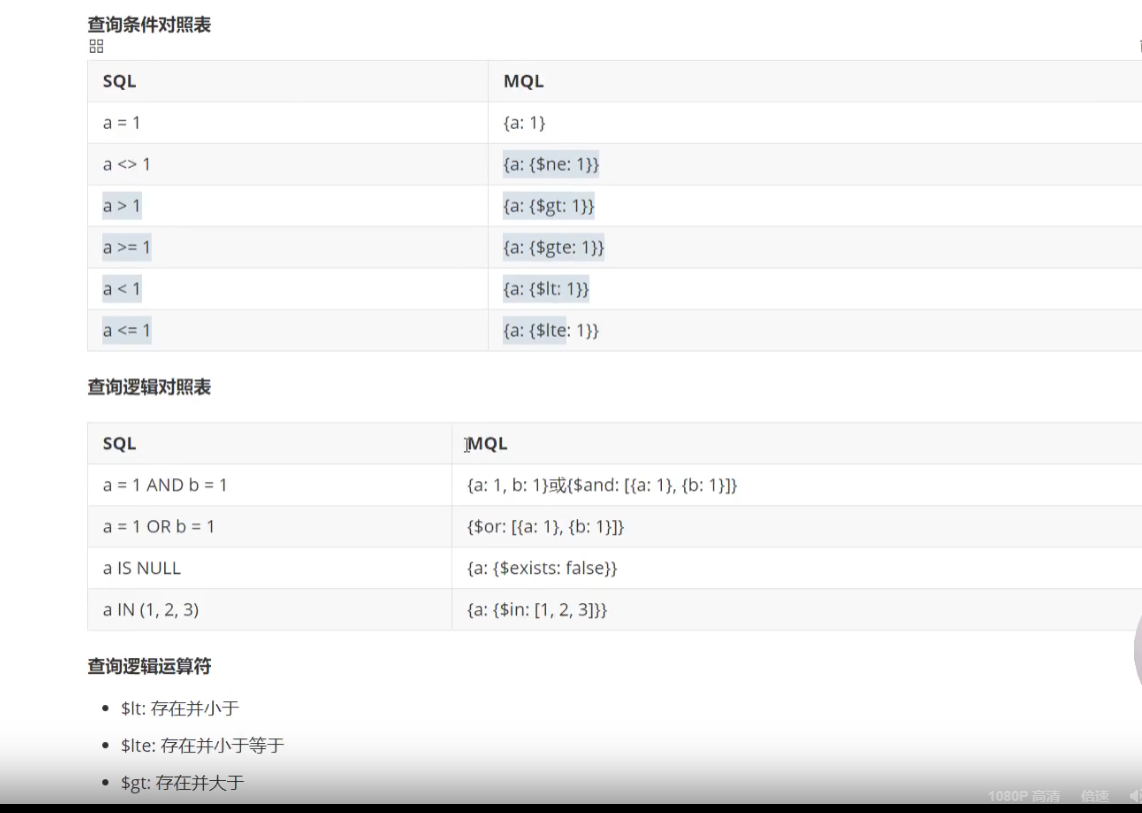 查询条件对照表
SQL MQL
a = 1 {a: 1}
a <> 1 {a: {$ne: 1}}
a > 1 {a: {$gt: 1}}
a >= 1 {a: {$gte: 1}}
a < 1 {a: {$lt: 1}}
a <= 1 {a: {$lte: 1}}
查询逻辑对照表
SQL MQL
a = 1 AND b = 1 {a: 1, b: 1}或{$and: [{a: 1}, {b: 1}]}
a = 1 OR b = 1 {$or: [{a: 1}, {b: 1}]}
a IS NULL {a: {$exists: false}}
a IN (1, 2, 3) {a: {$in: [1, 2, 3]}}
查询逻辑运算符
• $lt: 存在并小于
• $lte: 存在并小于等于
• $gt: 存在并大于
1080P 高清 倍速